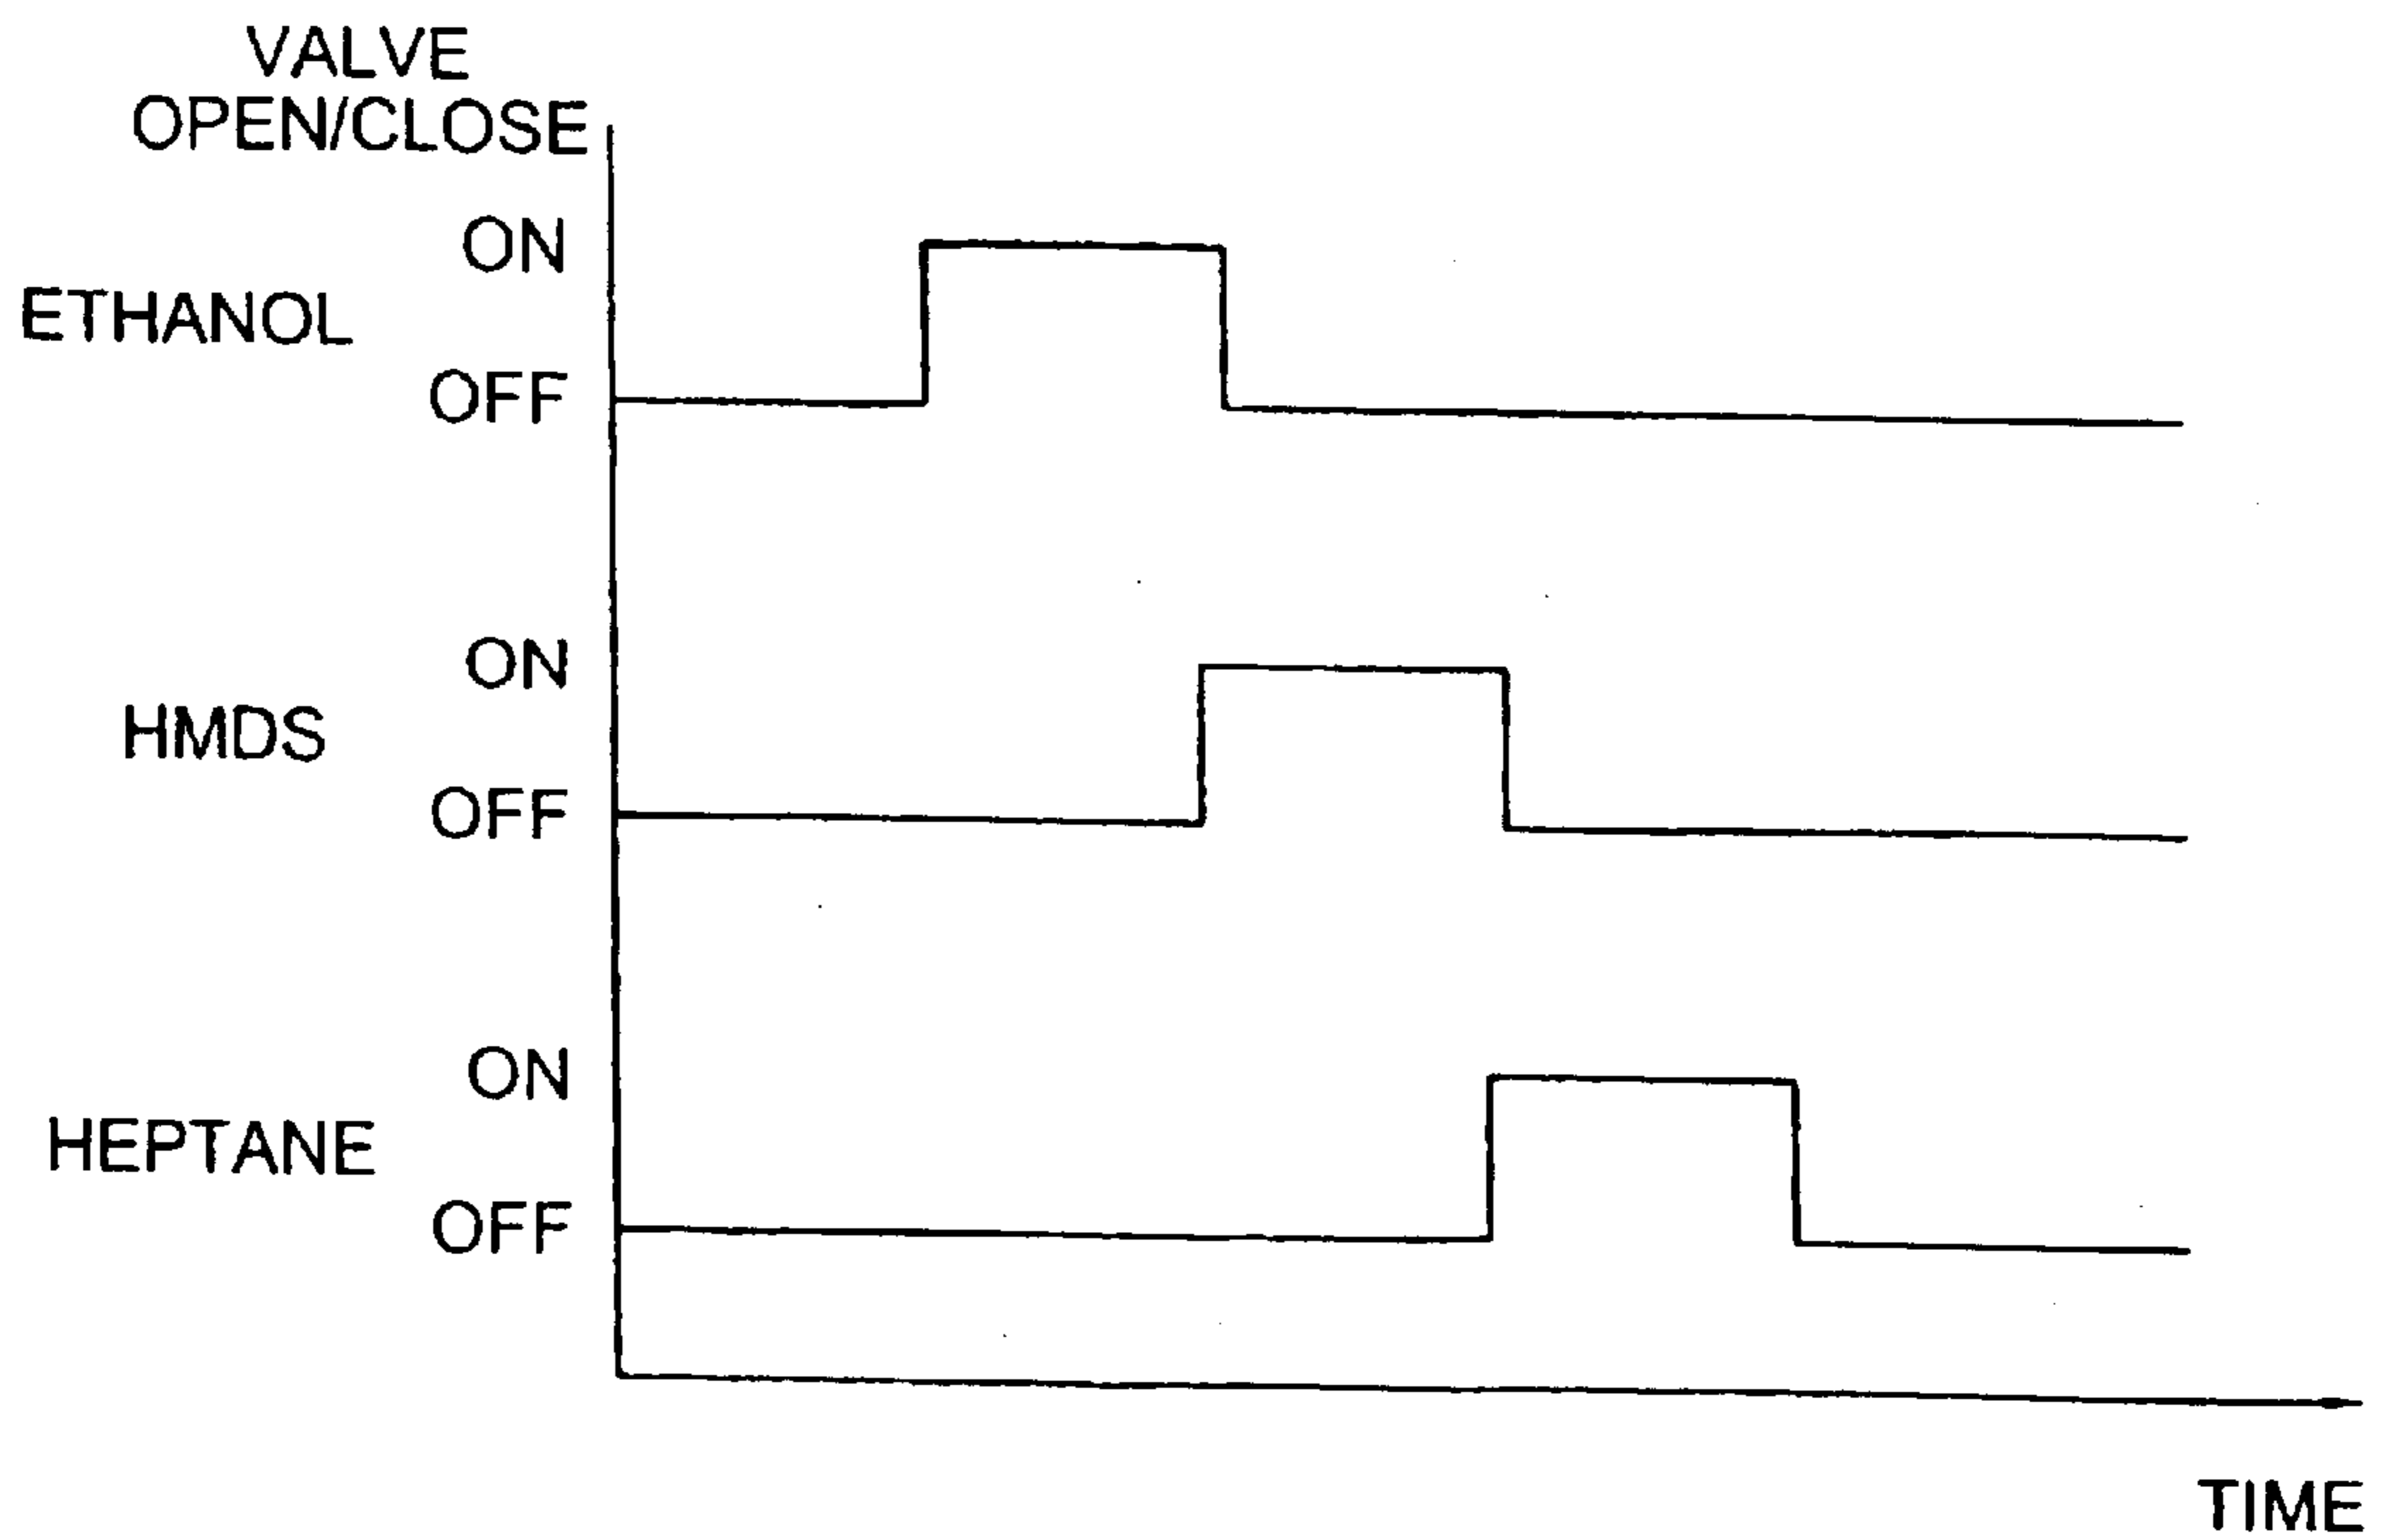 VALVE
OPEN/CLOSE
ON
ETHANOL
OFF
ON
HMDS
OFF
ON
HEPTANE
OFF
TIME